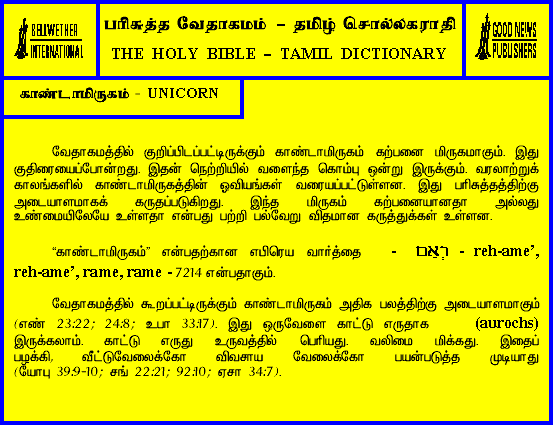 BELLWETHER
INTERNATIONAL
பரிசுத்த வேதாகமம் – தமிழ் சொல்லகராதி
THE HOLY BIBLE – TAMIL DICTIONARY
GOOD NEWS
PUBLISHERS
காண்டாமிருகம் - UNICORN
வேதாகமத்தில் குறிப்பிடப்பட்டிருக்கும் காண்டாமிருகம் கற்பனை மிருகமாகும். இது
குதிரையைப்போன்றது. இதன் நெற்றியில் வளைந்த கொம்பு ஒன்று இருக்கும். வரலாற்றுக்
காலங்களில் காண்டாமிருகத்தின் ஓவியங்கள் வரையப்பட்டுள்ளன. இது பரிசுத்தத்திற்கு
அடையாளமாகக் கருதப்படுகிறது. இந்த மிருகம் கற்பனையானதா அல்லது
உண்மையிலேயே உள்ளதா என்பது பற்றி பல்வேறு விதமான கருத்துக்கள் உள்ளன.
“காண்டாமிருகம்” என்பதற்கான எபிரெய வார்த்தை - רְאֵם - reh-ame’,
reh-ame’, rame, rame - 7214 என்பதாகும்.
வேதாகமத்தில் கூறப்பட்டிருக்கும் காண்டாமிருகம் அதிக பலத்திற்கு அடையாளமாகும்
(எண் 23:22; 24:8; உபா 33:17). இது ஒருவேளை காட்டு எருதாக (aurochs)
இருக்கலாம். காட்டு எருது உருவத்தில் பெரியது. வலிமை மிக்கது. இதைப்
பழக்கி, வீட்டுவேலைக்கோ விவசாய வேலைக்கோ பயன்படுத்த முடியாது
(யோபு 39:9-10; சங் 22:21; 92:10; ஏசா 34:7).